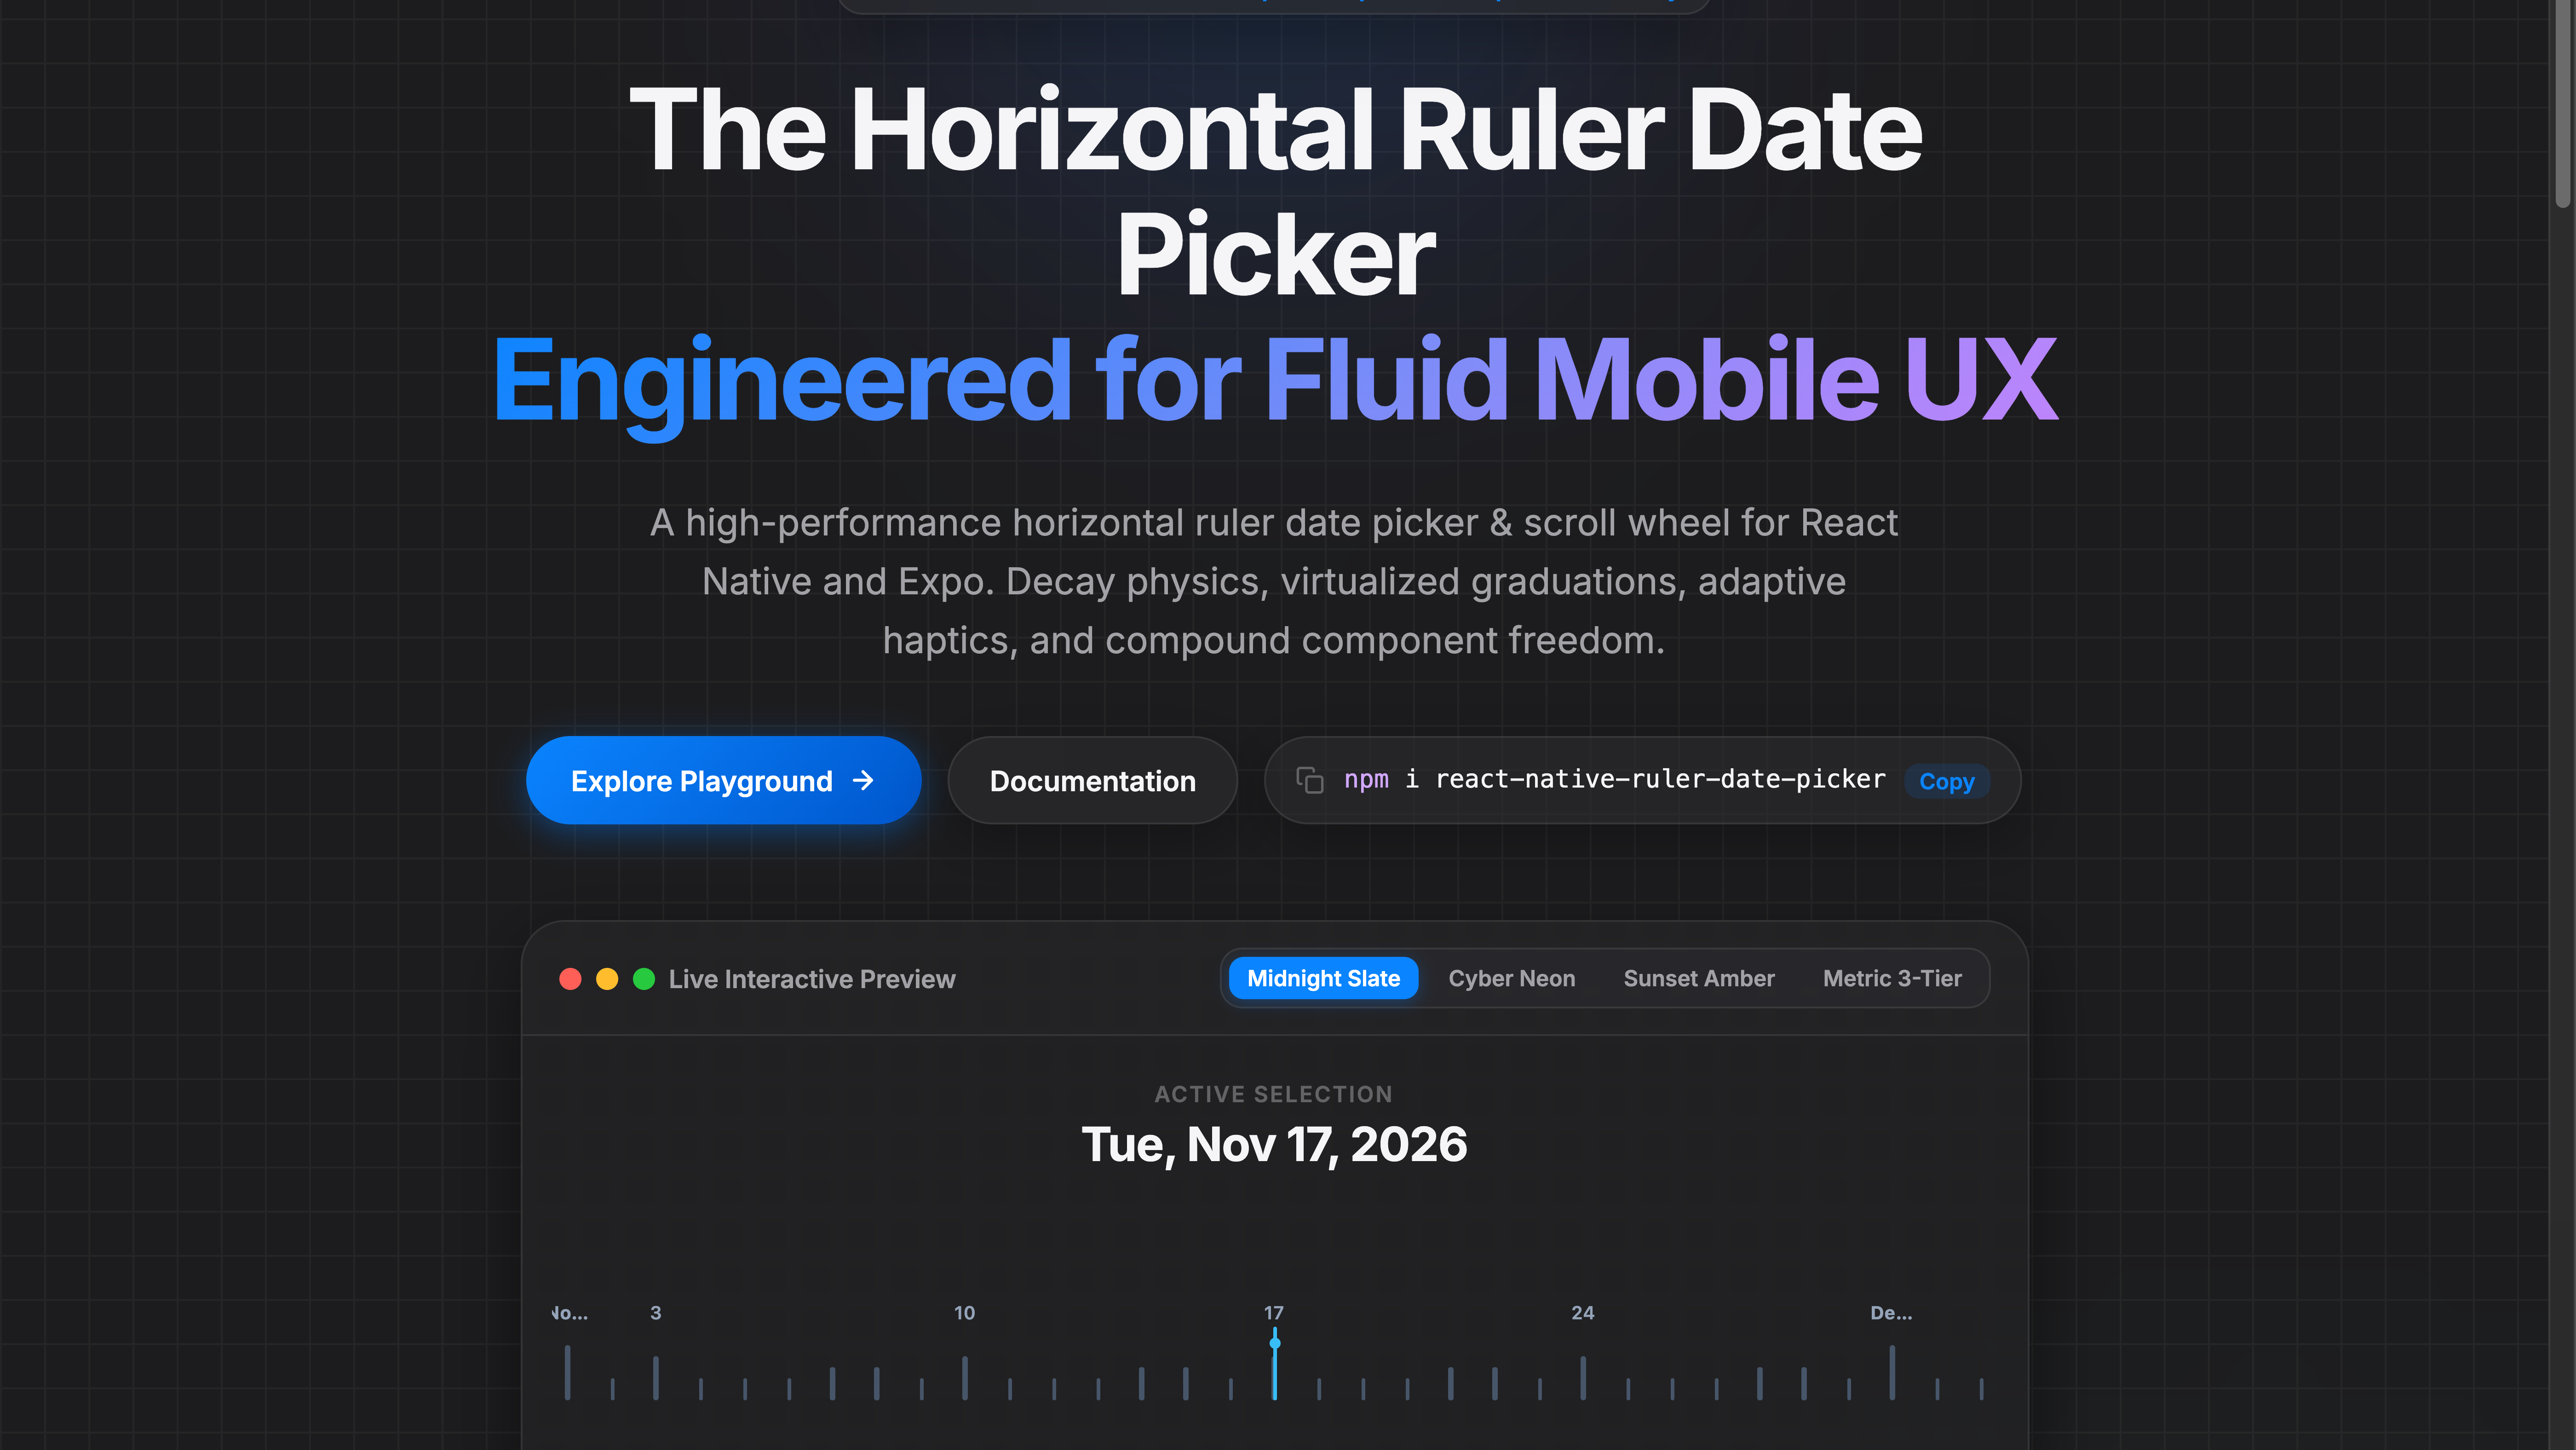 The Horizontal Ruler Date
Picker
Engineered for Fluid Mobile UX
A high-performance horizontal ruler date picker & scroll wheel for React
Native and Expo. Decay physics, virtualized graduations, adaptive
haptics, and compound component freedom.
Explore Playground → Documentation npm i react-native-ruler-date-picker Copy
Live Interactive Preview Midnight Slate Cyber Neon Sunset Amber Metric 3-Tier
ACTIVE SELECTION
Tue, Nov 17, 2026
No... 3 10 17 24 De...